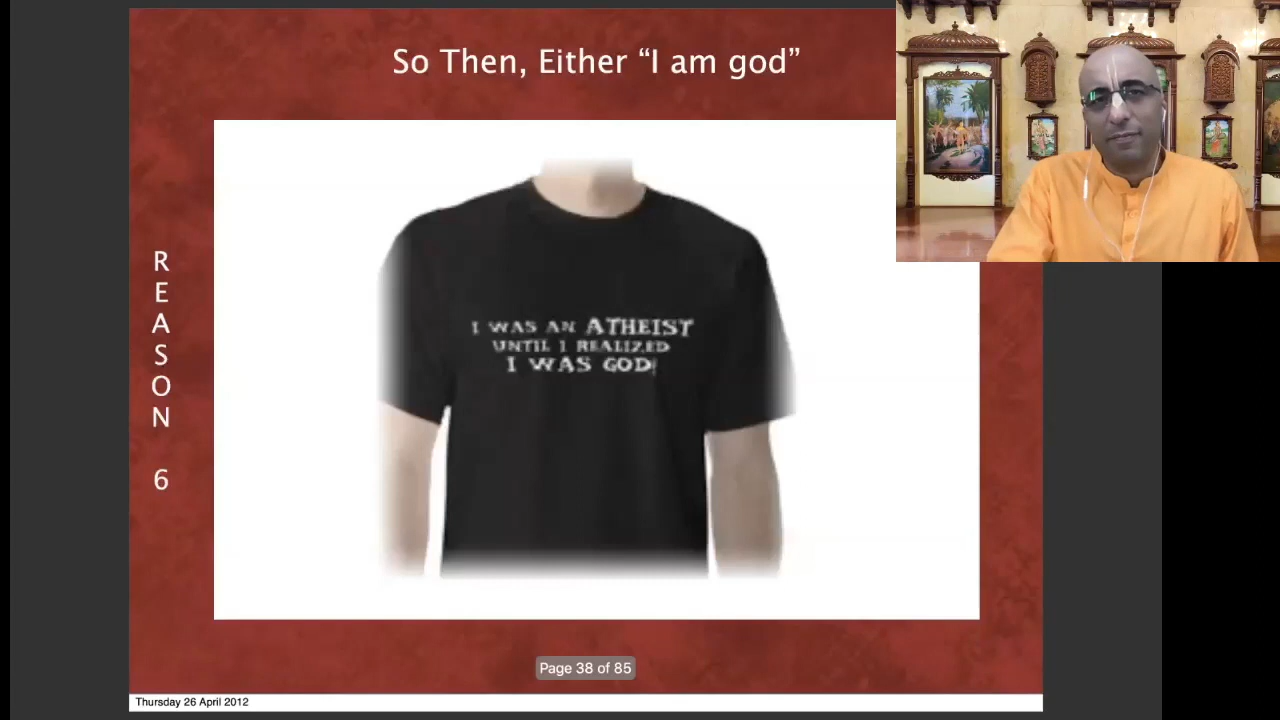 So Then, Either “I am god”
I WAS AN ATHEIST
UNTIL I REALIZED
I WAS GOD!
REASON 6
Page 38 of 85
Thursday 26 April 2012